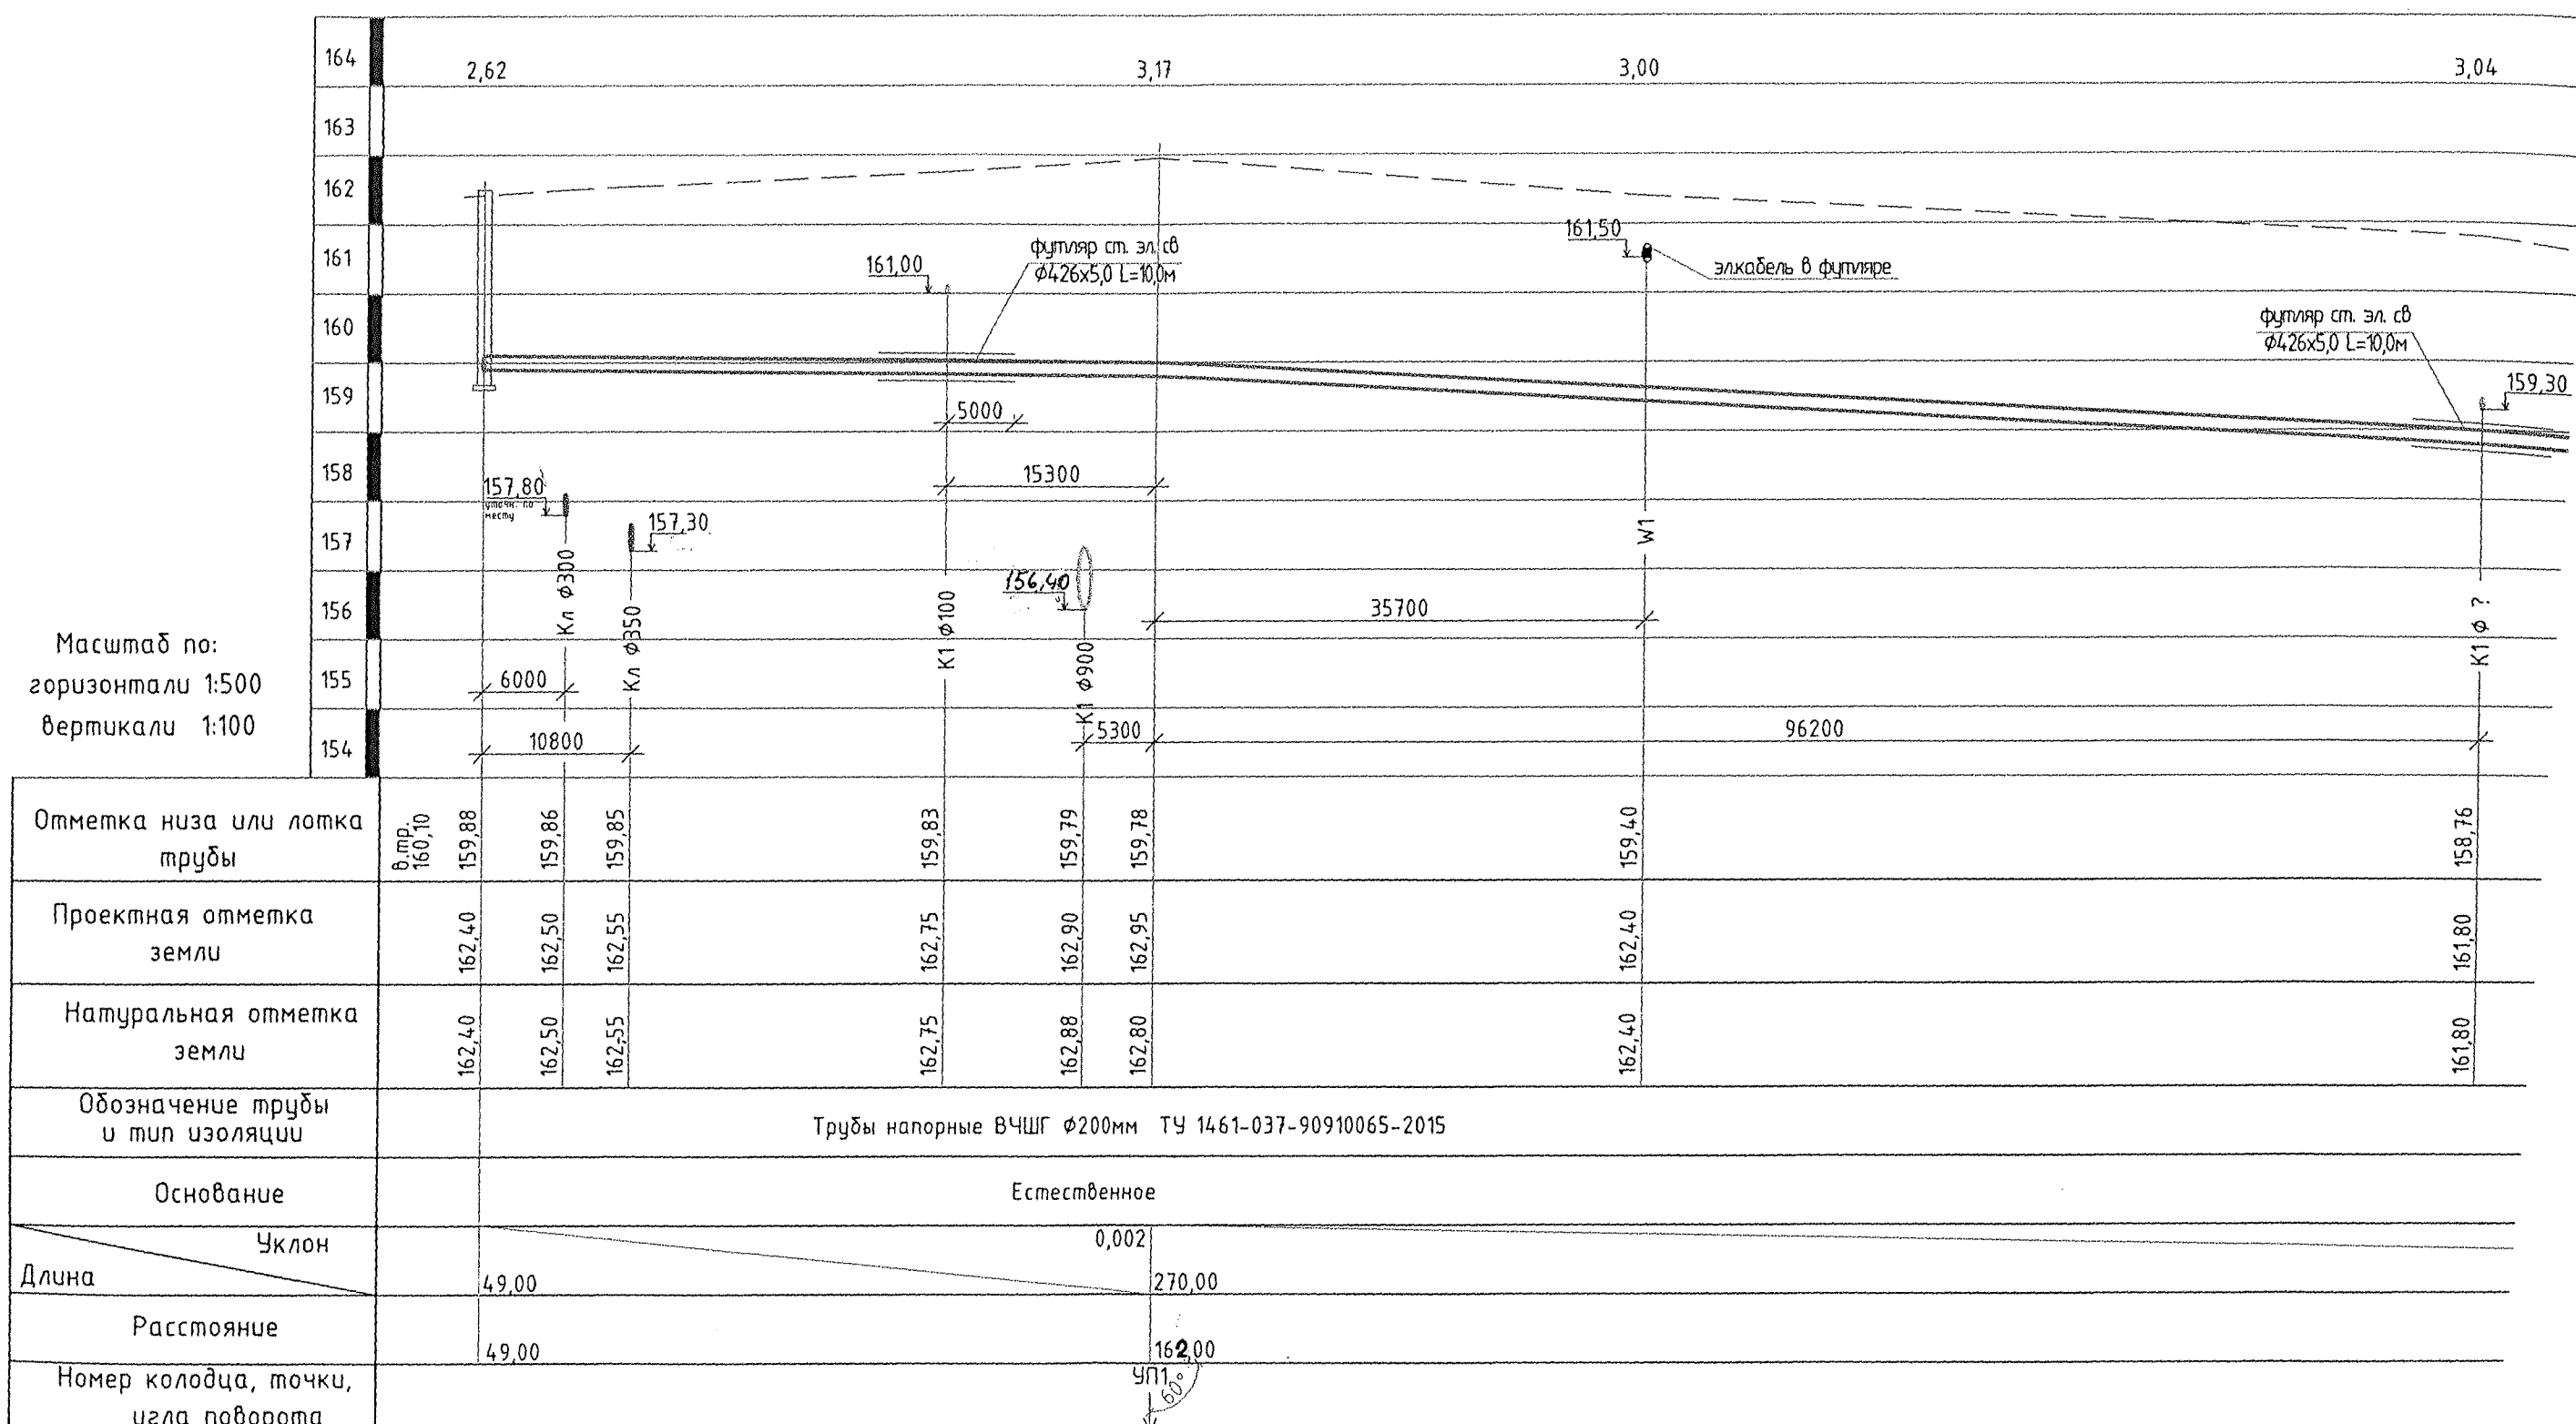 164
2,62
3,17
3,00
3,04
163
162
161
161,00
футляр ст. эл. св
ф426х5,0 L=10,0м
161,50
эл.кабель в футляре
160
футляр ст. эл. св
ф426х5,0 L=10,0м
159
5000
159,30
158
15300
157,80
уточн. по
месту
157
157,30
Кл ф300
Кл ф350
К1 ф100
156,40
К1 ф900
W1
К1 ф ?
156
35700
155
6000
154
10800
5300
96200
Масштаб по:
горизонтали 1:500
вертикали 1:100
Отметка низа или лотка
трубы
в.тр.
160,10
159,88
159,86
159,85
159,83
159,79
159,78
159,40
158,76
Проектная отметка
земли
162,40
162,50
162,55
162,75
162,90
162,95
162,40
161,80
Натуральная отметка
земли
162,40
162,50
162,55
162,75
162,88
162,80
162,40
161,80
Обозначение трубы
и тип изоляции
Трубы напорные ВЧШГ ф200мм ТУ 1461-037-90910065-2015
Основание
Естественное
Уклон
0,002
Длина
49,00
270,00
Расстояние
49,00
162,00
Номер колодца, точки,
угла поворота
УП1
60°